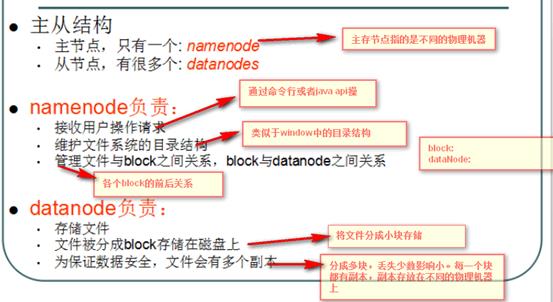 主从结构
主节点，只有一个: namenode
主存节点指的是不同的物理机器
从节点，有很多个: datanodes
namenode负责：
通过命令行或者java-api操
接收用户操作请求
维护文件系统的目录结构
类似于window中的目录结构
管理文件与block之间关系，block与datanode之间关系
block:
dataNode:
各个block的前后关系
datanode负责：
存储文件
文件被分成block存储在磁盘上
将文件分成小块存储
为保证数据安全，文件会有多个副本
分成多块，丢失少数影响小。每一个块
都有副本，副本存放在不同的物理机器
上